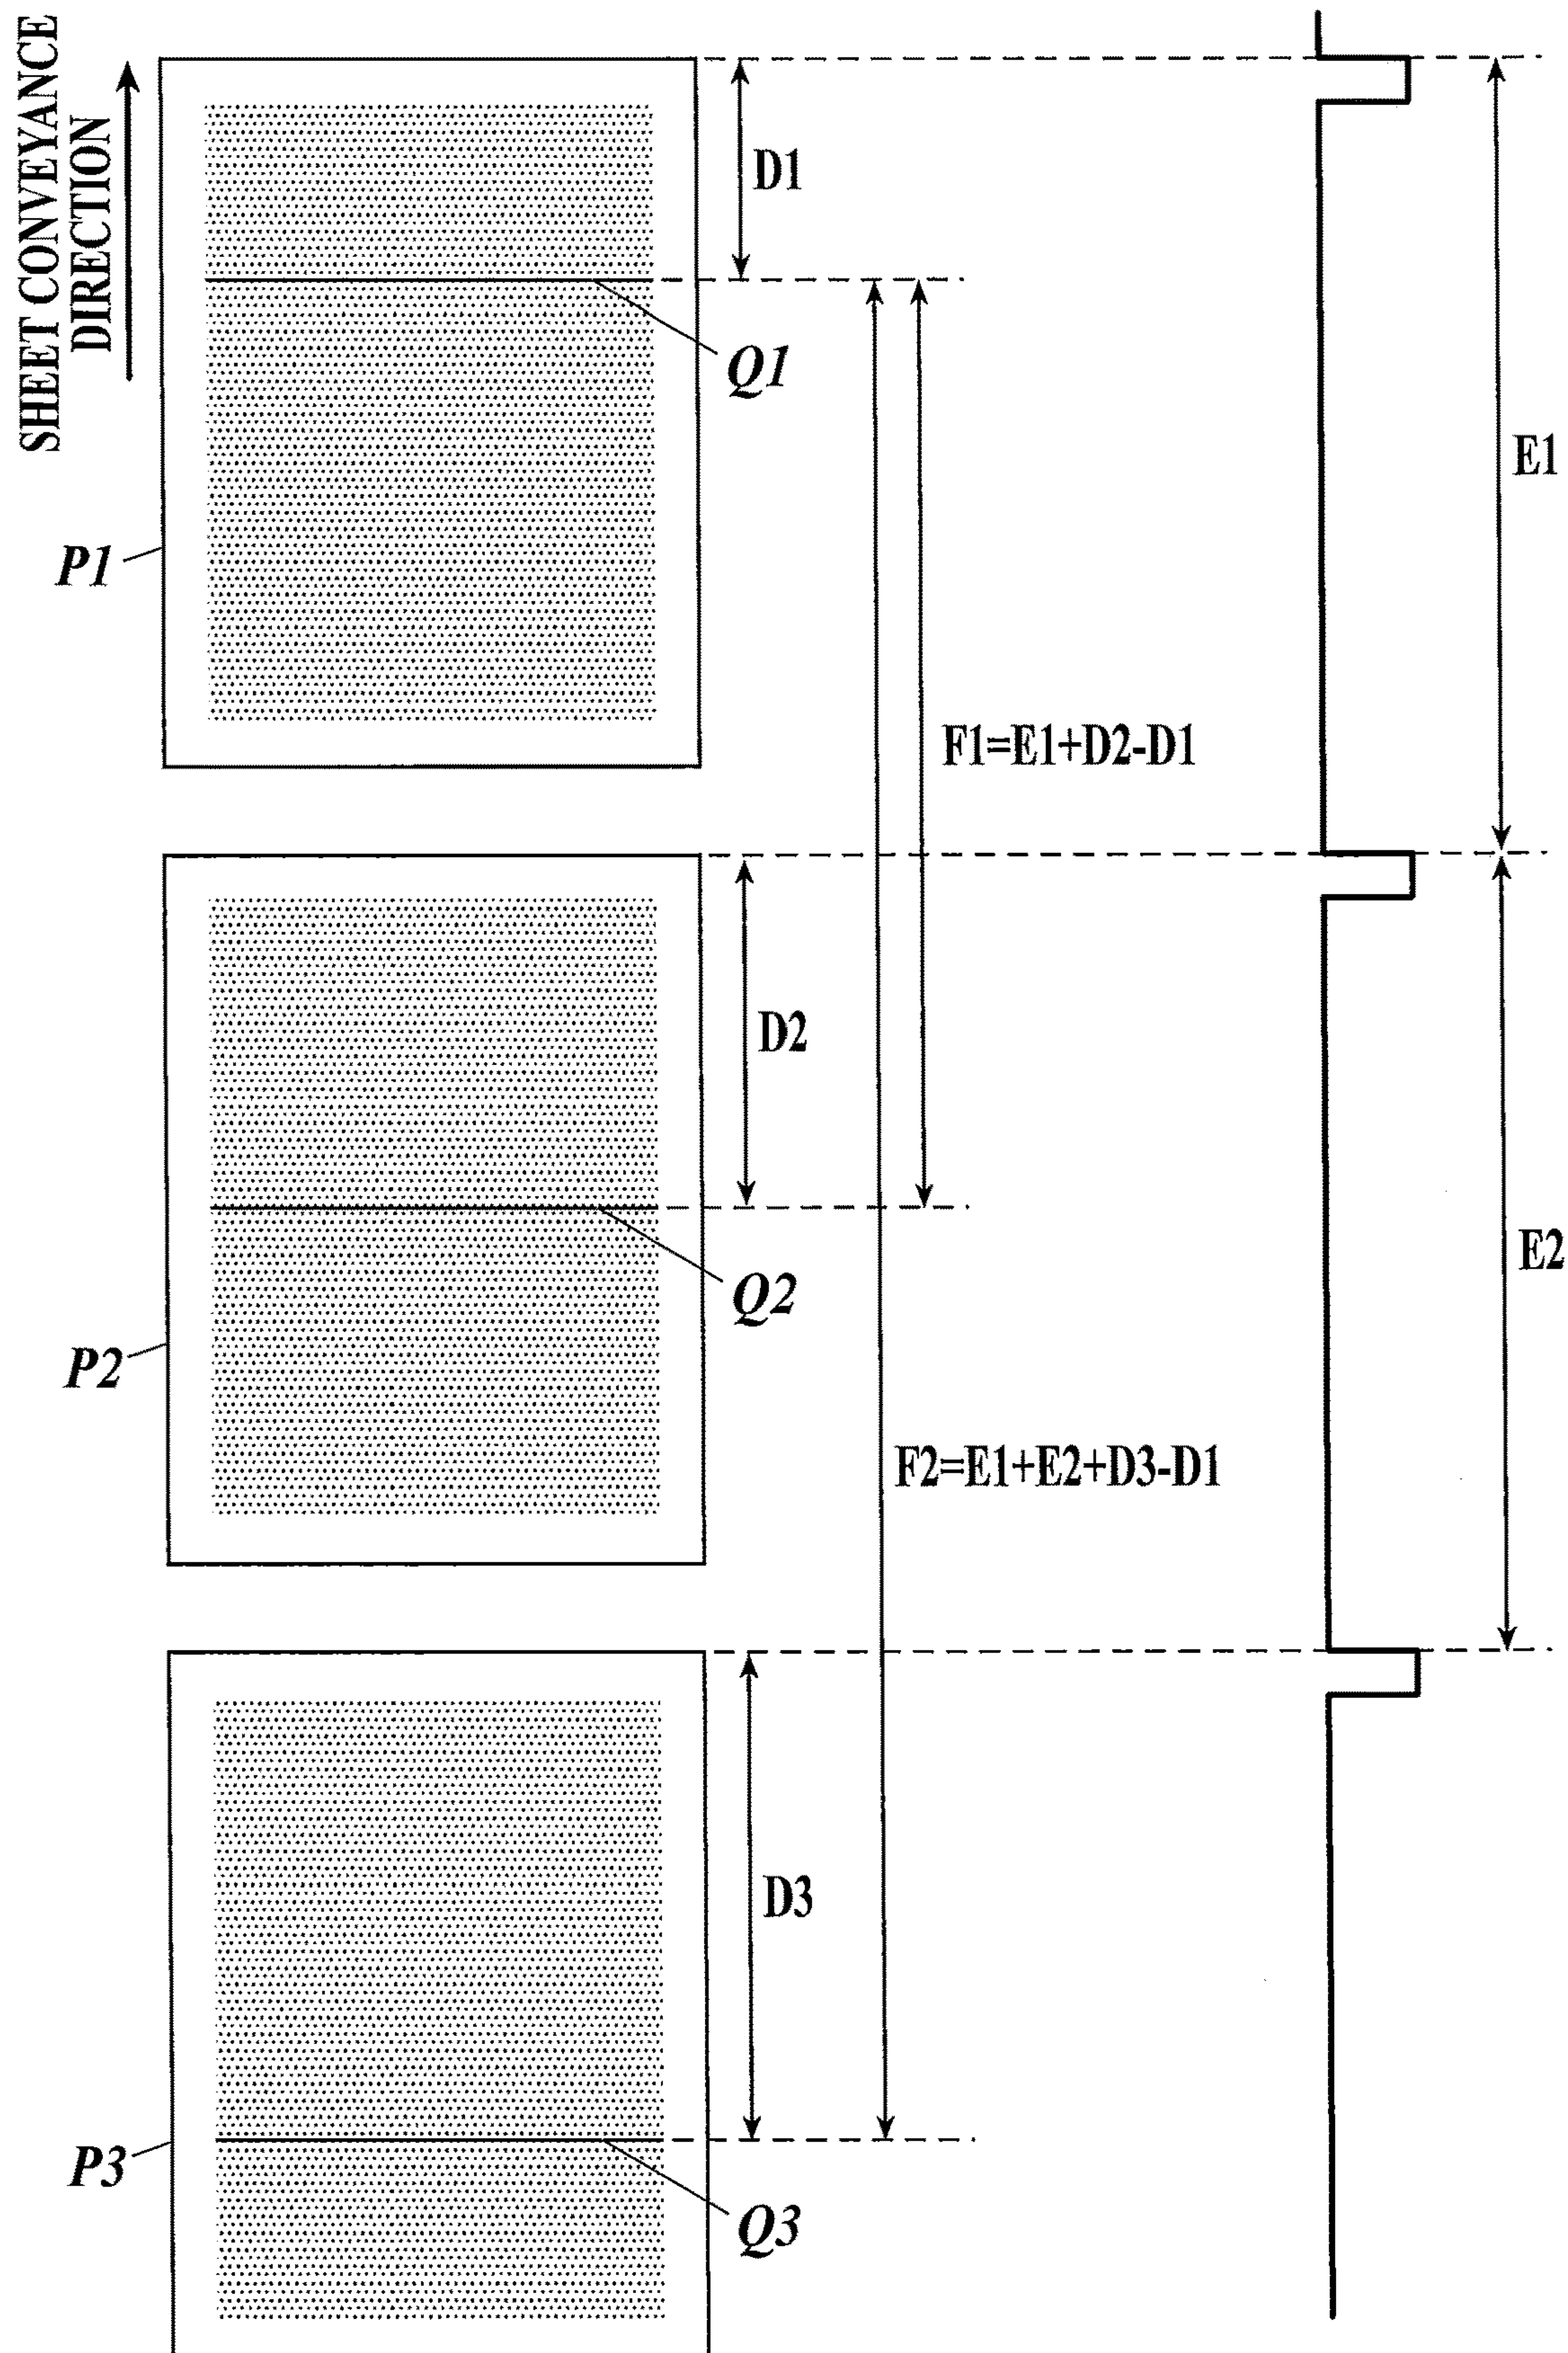 SHEET CONVEYANCE
DIRECTION
D1
Q1
E1
P1
F1=E1+D2-D1
D2
E2
Q2
P2
F2=E1+E2+D3-D1
D3
P3
Q3